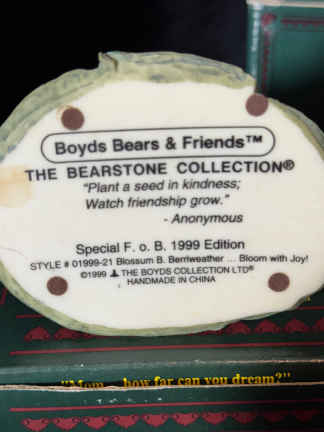 Boyds Bears & Friends™
THE BEARSTONE COLLECTION®
"Plant a seed in kindness;
Watch friendship grow."
- Anonymous
Special F. o. B. 1999 Edition
STYLE # 01999-21 Blossum B. Berriweather ... Bloom with Joy!
©1999 THE BOYDS COLLECTION LTD®
HANDMADE IN CHINA
"Mom... how far can you dream?"